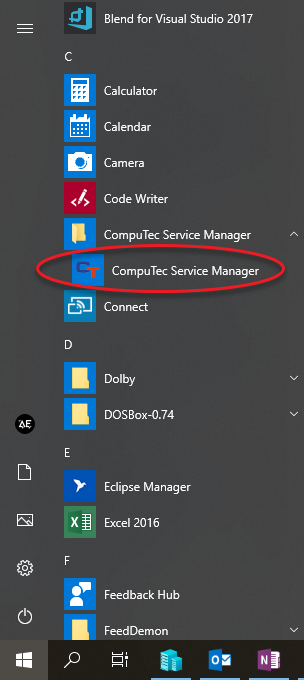 Blend for Visual Studio 2017
C
Calculator
Calendar
Camera
Code Writer
CompuTec Service Manager
CT
CompuTec Service Manager
Connect
D
Dolby
DOSBox-0.74
E
Eclipse Manager
Excel 2016
F
Feedback Hub
FeedDemon